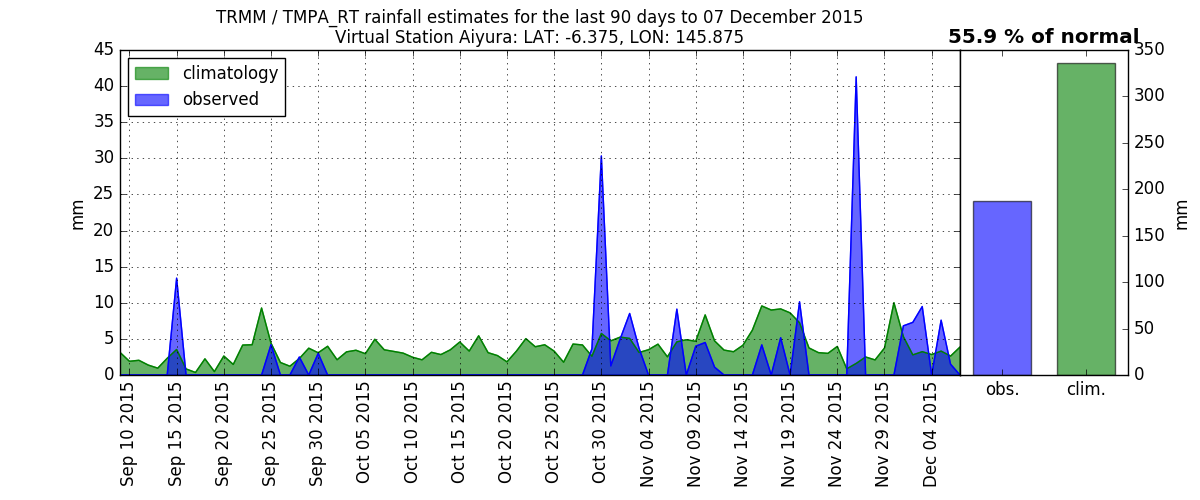 TRMM / TMPA_RT rainfall estimates for the last 90 days to 07 December 2015
Virtual Station Aiyura: LAT: -6.375, LON: 145.875
55.9 % of normal
climatology
observed
45
40
35
30
25
20
15
10
5
0
mm
Sep 10 2015
Sep 15 2015
Sep 20 2015
Sep 25 2015
Sep 30 2015
Oct 05 2015
Oct 10 2015
Oct 15 2015
Oct 20 2015
Oct 25 2015
Oct 30 2015
Nov 04 2015
Nov 09 2015
Nov 14 2015
Nov 19 2015
Nov 24 2015
Nov 29 2015
Dec 04 2015
obs.
clim.
350
300
250
200
150
100
50
0
mm